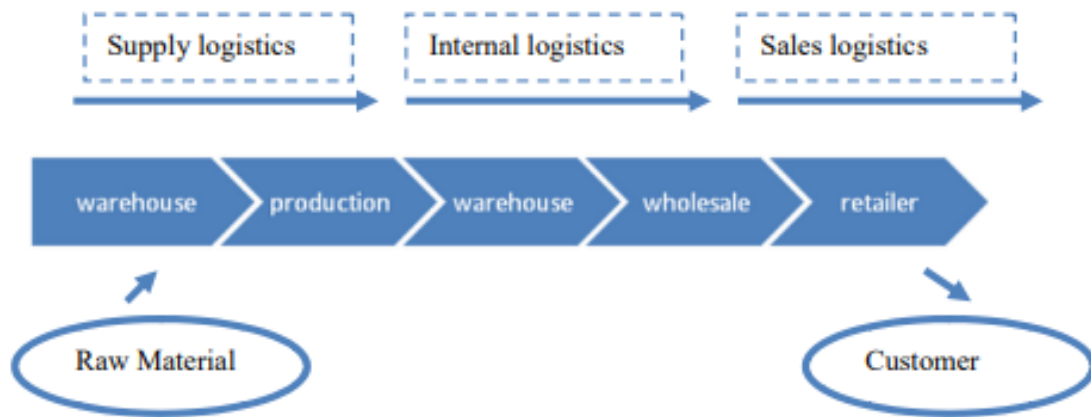 Supply logistics
Internal logistics
Sales logistics
warehouse
production
warehouse
wholesale
retailer
Raw Material
Customer